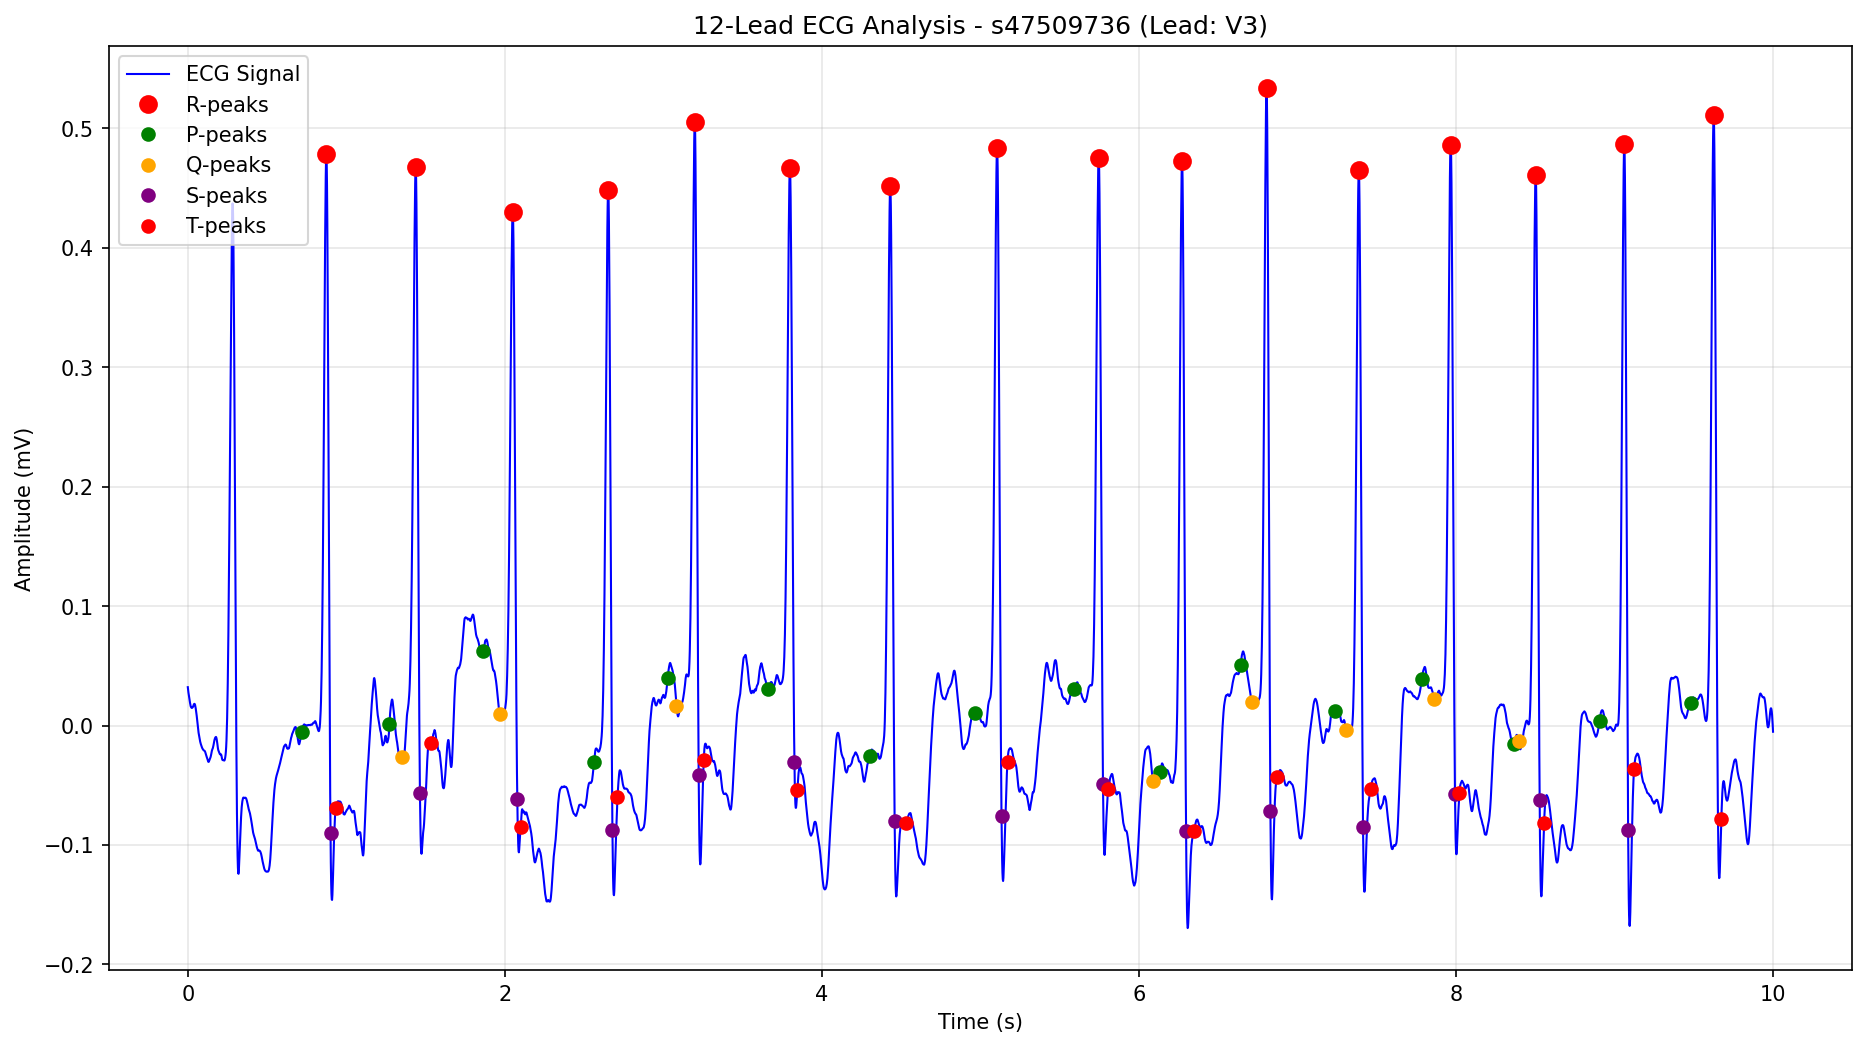 12-Lead ECG Analysis - s47509736 (Lead: V3)
ECG Signal
R-peaks
P-peaks
Q-peaks
S-peaks
T-peaks
Amplitude (mV)
0.5
0.4
0.3
0.2
0.1
0.0
−0.1
−0.2
0 2 4 6 8 10
Time (s)